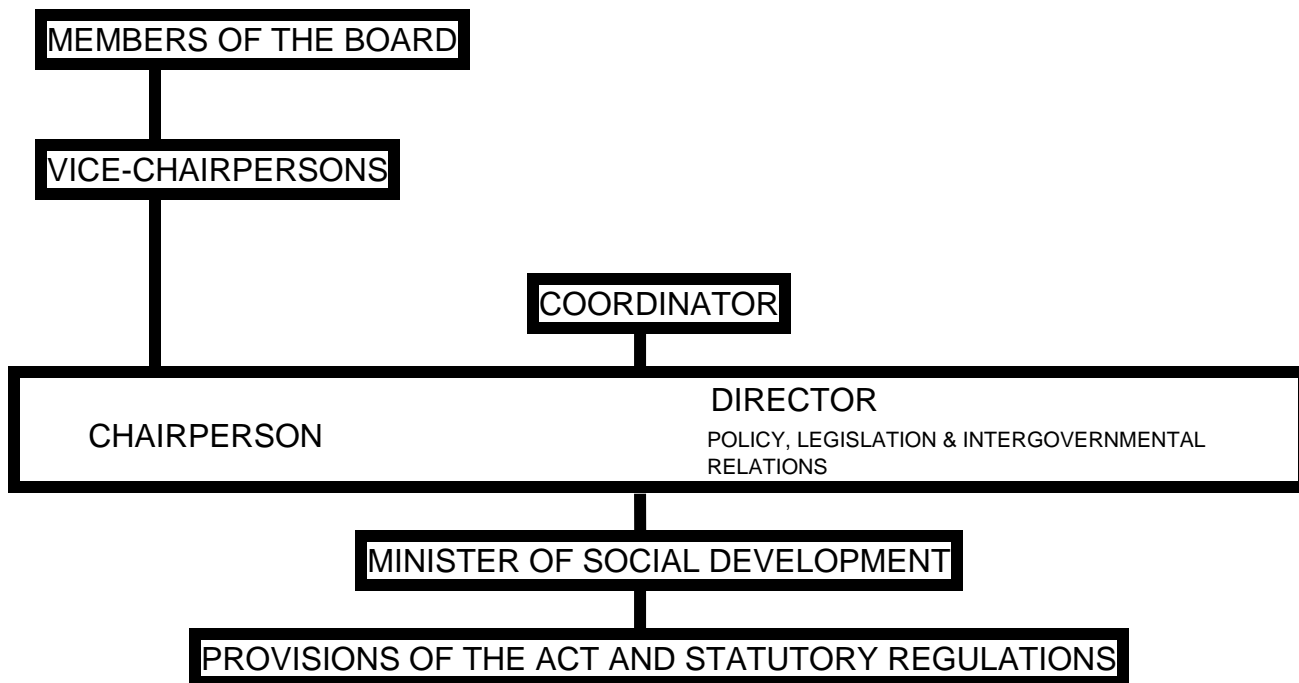 MEMBERS OF THE BOARD
VICE-CHAIRPERSONS
COORDINATOR
CHAIRPERSON
DIRECTOR
POLICY, LEGISLATION & INTERGOVERNMENTAL
RELATIONS
MINISTER OF SOCIAL DEVELOPMENT
PROVISIONS OF THE ACT AND STATUTORY REGULATIONS